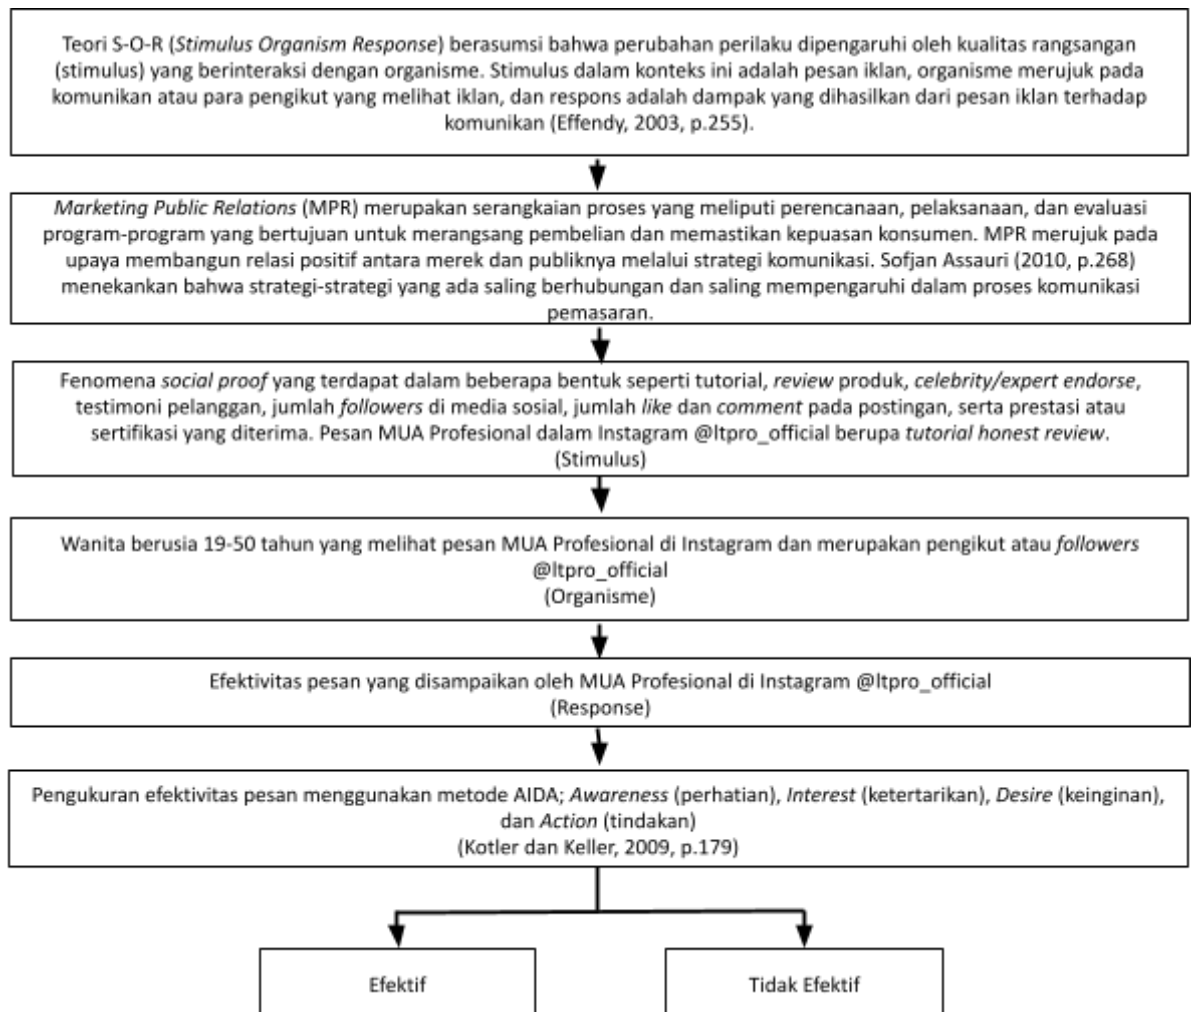 Teori S-O-R (Stimulus Organism Response) berasumsi bahwa perubahan perilaku dipengaruhi oleh kualitas rangsangan
(stimulus) yang berinteraksi dengan organisme. Stimulus dalam konteks ini adalah pesan iklan, organisme merujuk pada
komunikan atau para pengikut yang melihat iklan, dan respons adalah dampak yang dihasilkan dari pesan iklan terhadap
komunikan (Effendy, 2003, p.255).
Marketing Public Relations (MPR) merupakan serangkaian proses yang meliputi perencanaan, pelaksanaan, dan evaluasi
program-program yang bertujuan untuk merangsang pembelian dan memastikan kepuasan konsumen. MPR merujuk pada
upaya membangun relasi positif antara merek dan publiknya melalui strategi komunikasi. Sofjan Assauri (2010, p.268)
menekankan bahwa strategi-strategi yang ada saling berhubungan dan saling mempengaruhi dalam proses komunikasi
pemasaran.
Fenomena social proof yang terdapat dalam beberapa bentuk seperti tutorial, review produk, celebrity/expert endorse,
testimoni pelanggan, jumlah followers di media sosial, jumlah like dan comment pada postingan, serta prestasi atau
sertifikasi yang diterima. Pesan MUA Profesional dalam Instagram @ltpro_official berupa tutorial honest review.
(Stimulus)
Wanita berusia 19-50 tahun yang melihat pesan MUA Profesional di Instagram dan merupakan pengikut atau followers
@ltpro_official
(Organisme)
Efektivitas pesan yang disampaikan oleh MUA Profesional di Instagram @ltpro_official
(Response)
Pengukuran efektivitas pesan menggunakan metode AIDA; Awareness (perhatian), Interest (ketertarikan), Desire (keinginan),
dan Action (tindakan)
(Kotler dan Keller, 2009, p.179)
Efektif
Tidak Efektif